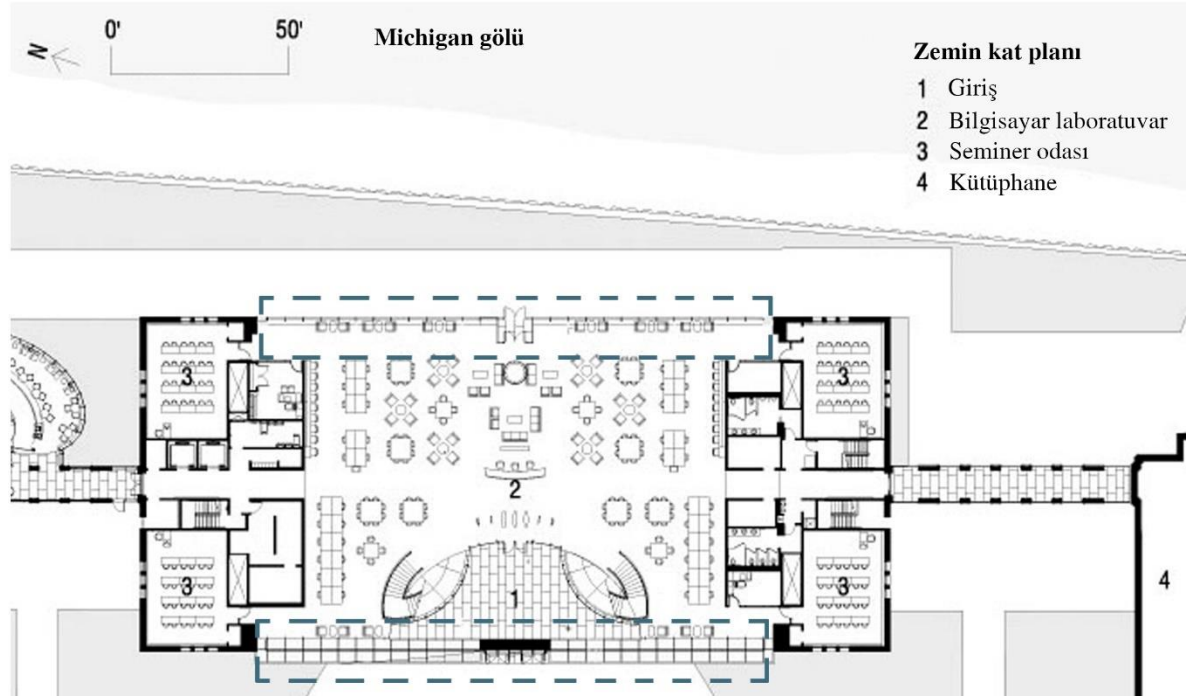 N
0' 50'
Michigan gölü
Zemin kat planı
1 Giriş
2 Bilgisayar laboratuvar
3 Seminer odası
4 Kütüphane
3
3
2
1
3
3
4